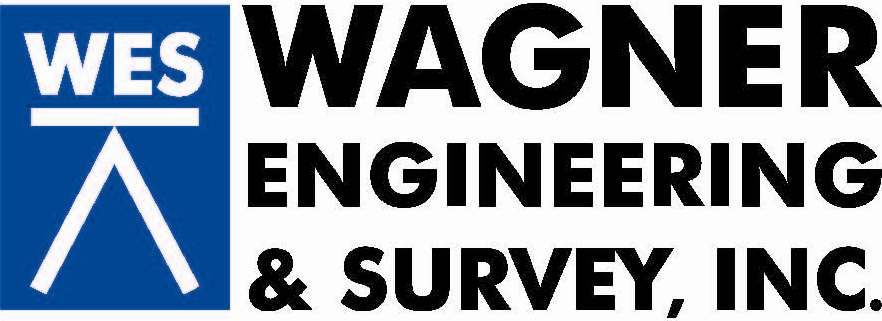 WES
WAGNER
ENGINEERING
& SURVEY, INC.